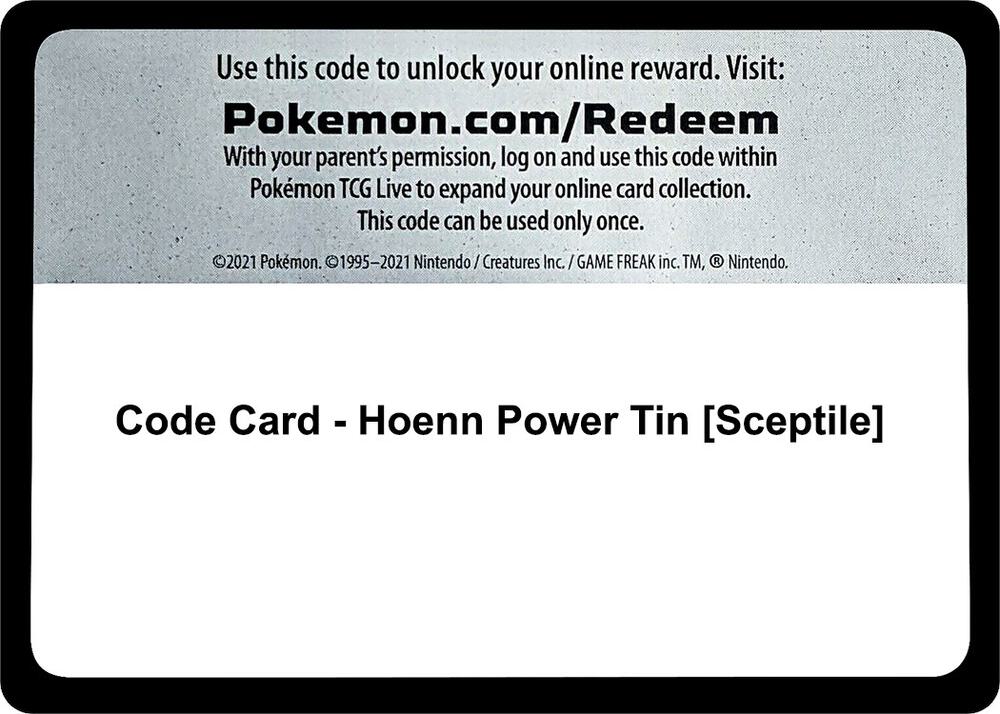 Use this code to unlock your online reward. Visit:
Pokemon.com/Redeem
With your parent's permission, log on and use this code within
Pokémon TCG Live to expand your online card collection.
This code can be used only once.
©2021 Pokémon. ©1995–2021 Nintendo / Creatures Inc. / GAME FREAK inc. TM, ® Nintendo.
Code Card - Hoenn Power Tin [Sceptile]